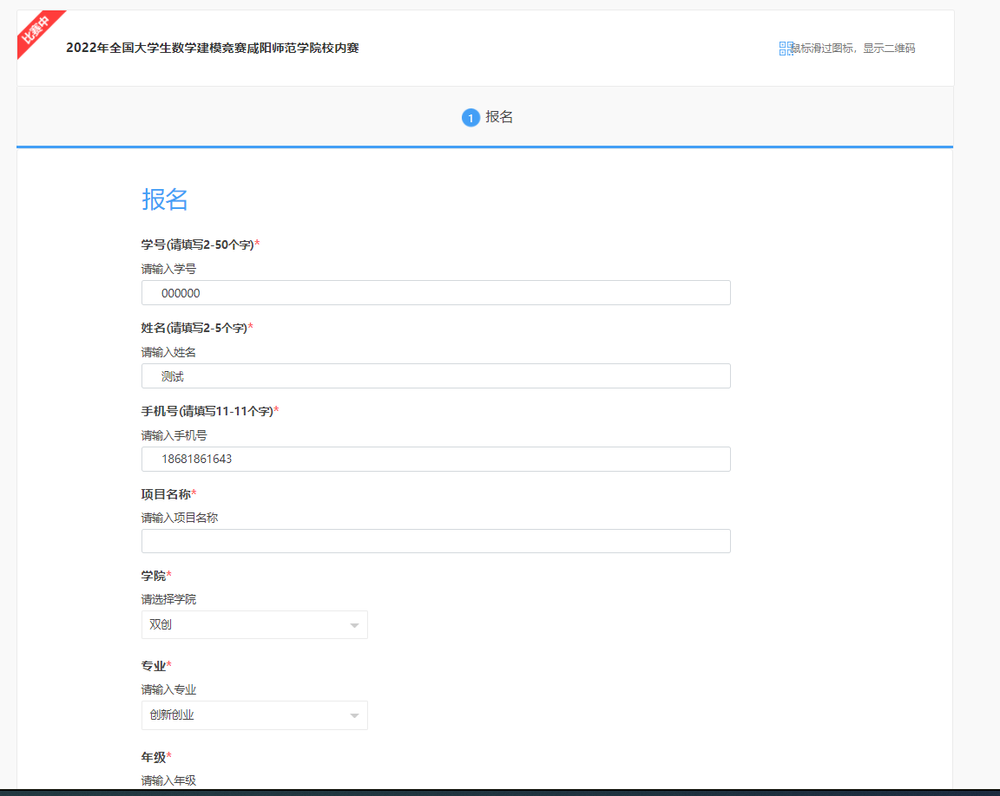 比赛中
2022年全国大学生数学建模竞赛咸阳师范学院校内赛
鼠标滑过图标，显示二维码
1 报名
报名
学号(请填写2-50个字)*
请输入学号
000000
姓名(请填写2-5个字)*
请输入姓名
测试
手机号(请填写11-11个字)*
请输入手机号
18681861643
项目名称*
请输入项目名称
学院*
请选择学院
双创
专业*
请输入专业
创新创业
年级*
请输入年级